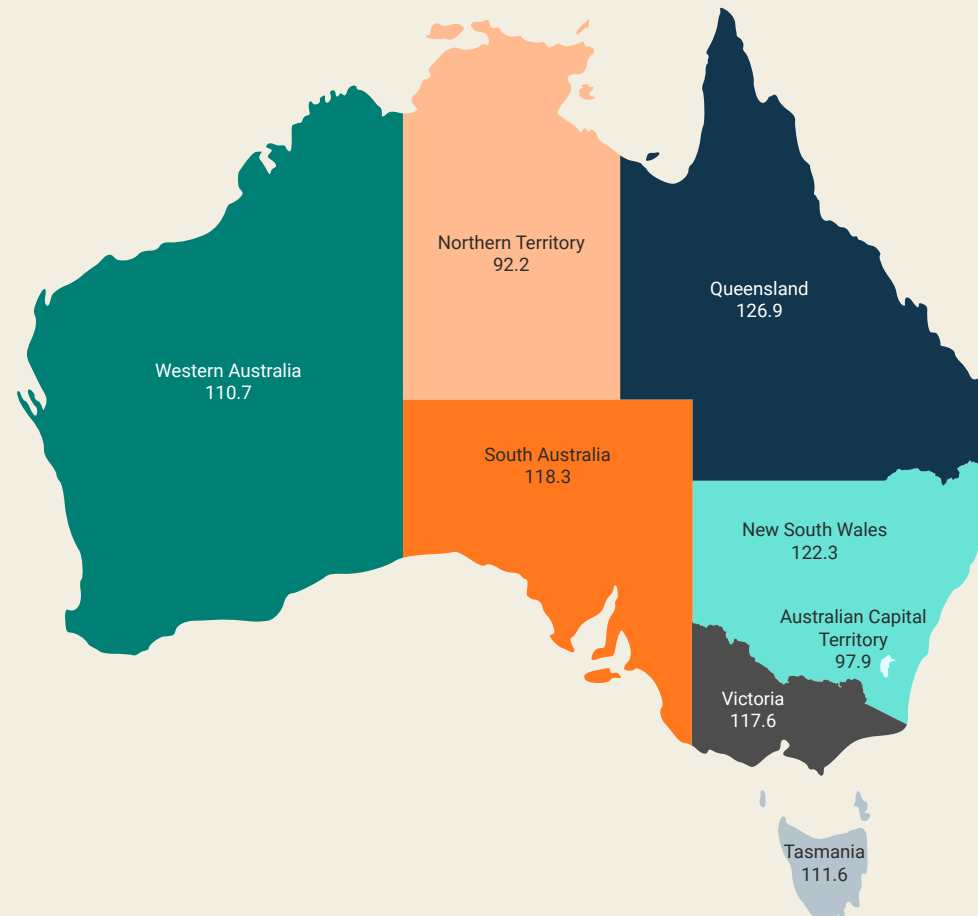 Northern Territory
92.2
Queensland
126.9
Western Australia
110.7
South Australia
118.3
New South Wales
122.3
Australian Capital
Territory
97.9
Victoria
117.6
Tasmania
111.6